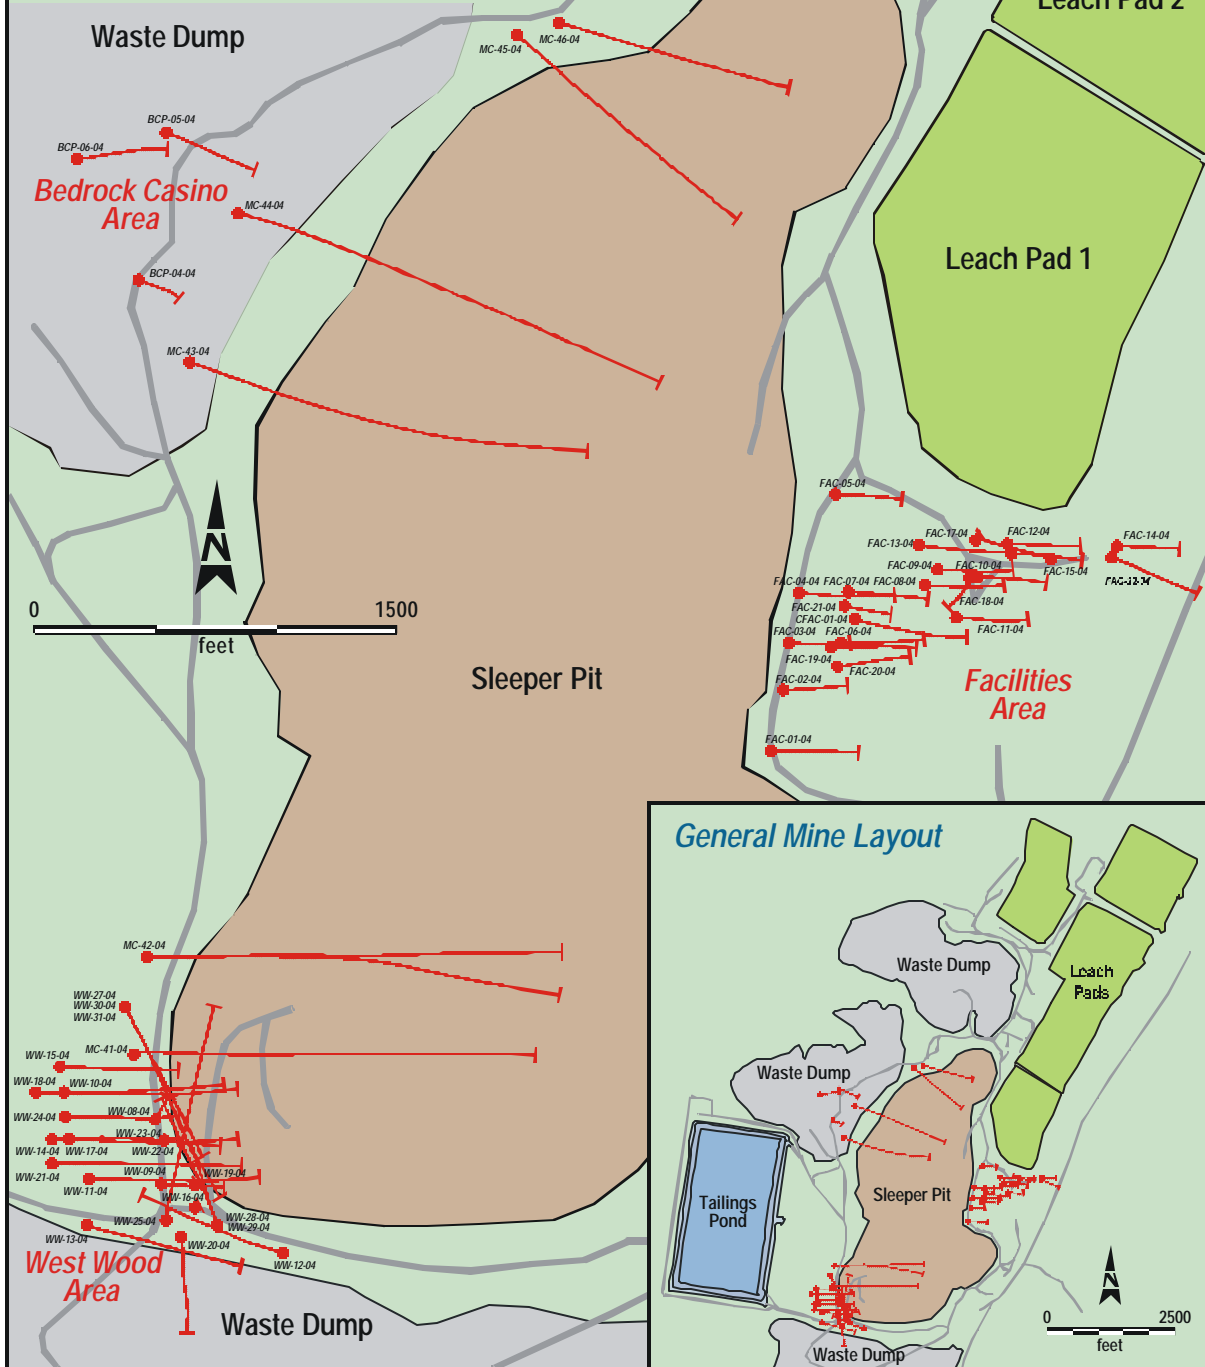 Leach Pad 2
Waste Dump
MC-46-04
MC-45-04
BCP-05-04
BCP-06-04
Bedrock Casino
Area
MC-44-04
Leach Pad 1
BCP-04-04
MC-43-04
N
0 1500
feet
FAC-05-04
FAC-17-04
FAC-12-04
FAC-13-04
FAC-14-04
FAC-09-04
FAC-10-04
FAC-15-04
FAC-04-04
FAC-07-04
FAC-08-04
FAC-18-04
FAC-21-04
CFAC-01-04
FAC-11-04
FAC-03-04
FAC-06-04
FAC-19-04
FAC-20-04
FAC-02-04
Facilities
Area
FAC-01-04
Sleeper Pit
MC-42-04
WW-27-04
WW-30-04
WW-31-04
MC-41-04
WW-15-04
WW-18-04
WW-10-04
WW-24-04
WW-08-04
WW-23-04
WW-14-04
WW-17-04
WW-22-04
WW-21-04
WW-09-04
WW-19-04
WW-11-04
WW-16-04
WW-25-04
WW-28-04
WW-29-04
WW-13-04
WW-20-04
WW-12-04
West Wood
Area
Waste Dump
General Mine Layout
Waste Dump
Leach
Pads
Waste Dump
Tailings
Pond
Sleeper Pit
N
0 2500
feet
Waste Dump